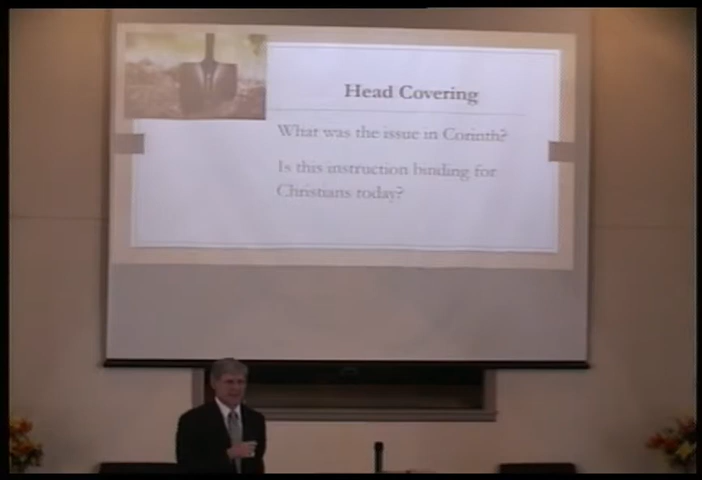 Head Covering
What was the issue in Corinth?
Is this instruction binding for
Christians today?